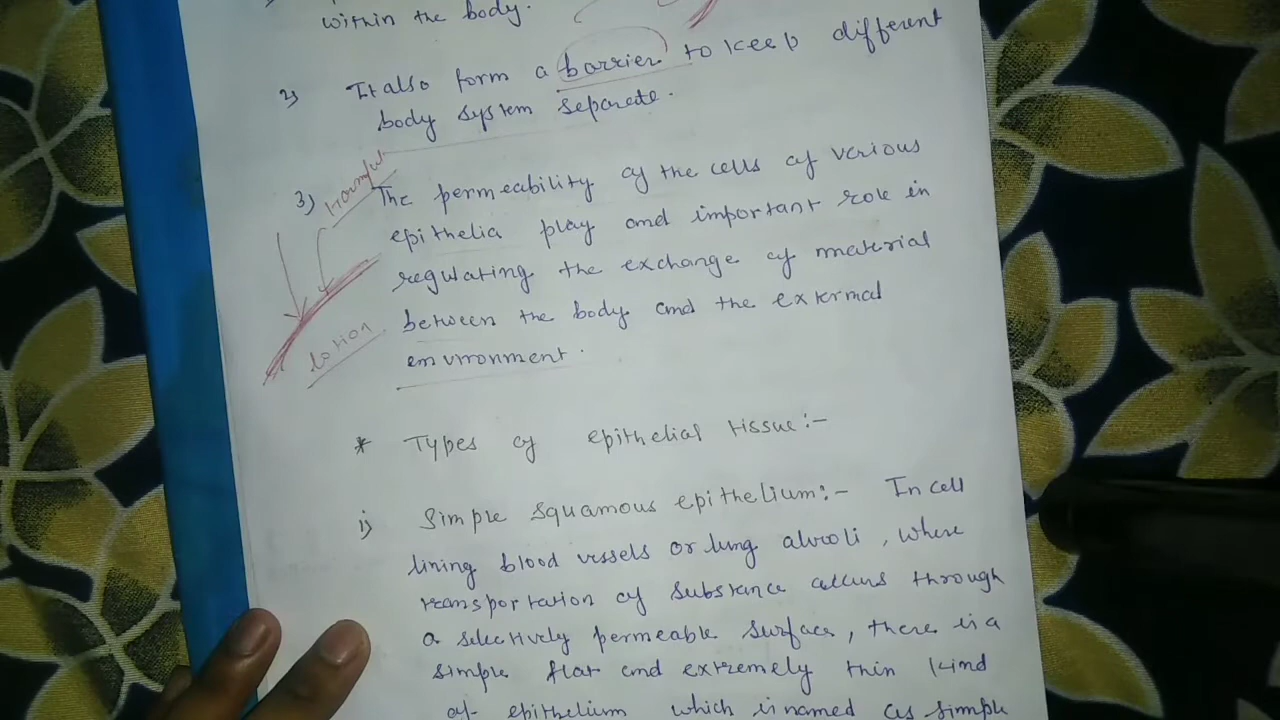 within the body.
2) It also form a barrier to keep different
body system separate.
Harmful
3) The permeability of the cells of various
epithelia play and important role in
regulating the exchange of material
between the body and the external
lotion
environment.
* Types of epithelial tissue:-
i) Simple squamous epithelium:- In cell
lining blood vessels or lung alveoli, where
transportation of substance occurs through
a selectively permeable surface, there is a
simple flat and extremely thin kind
of epithelium which is named as simple